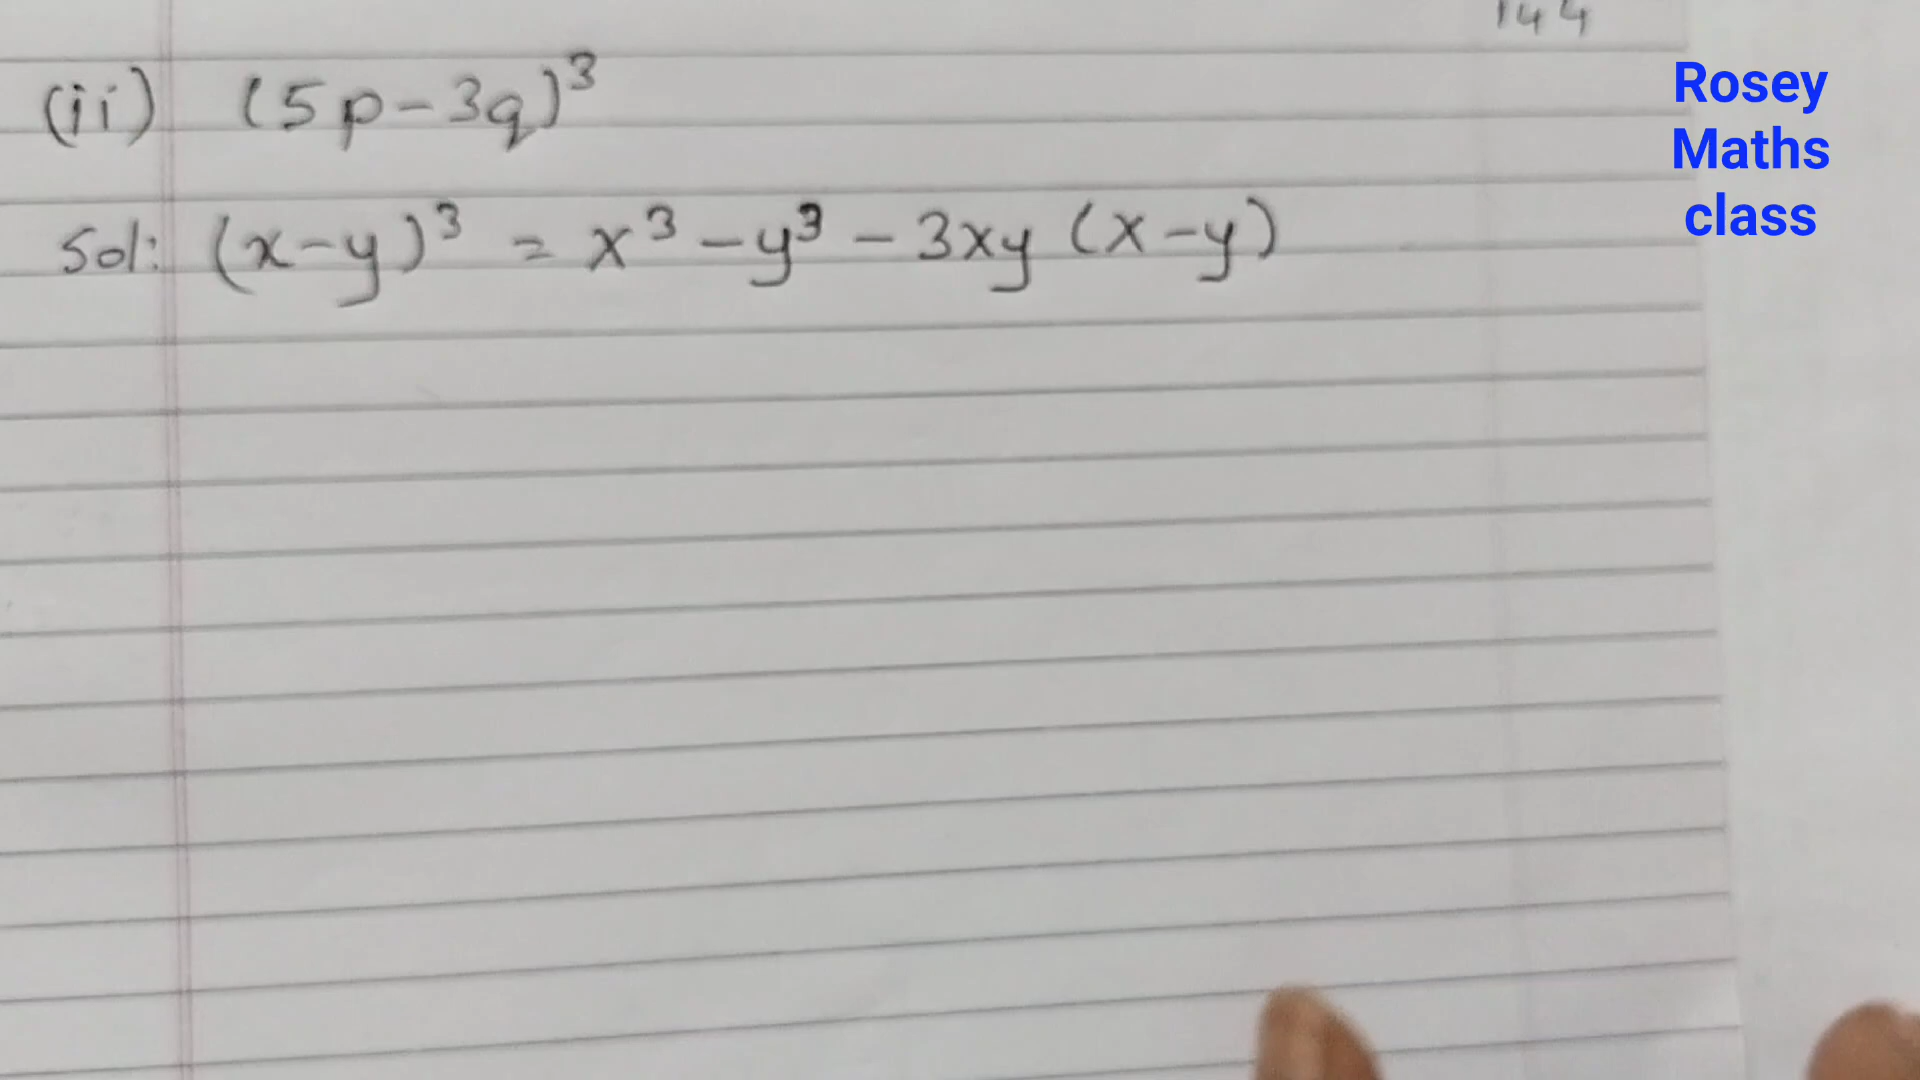 144
Rosey
Maths
class
(ii) (5p-3q)³
Sol: (x-y)³ = x³ -y³ - 3xy (x-y)